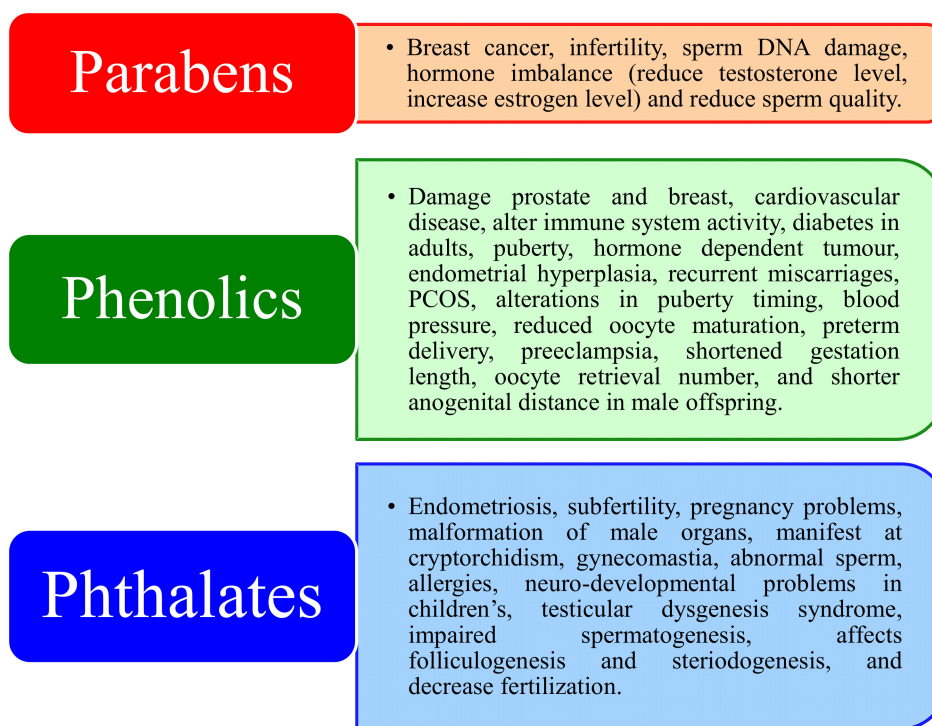 Parabens
• Breast cancer, infertility, sperm DNA damage,
hormone imbalance (reduce testosterone level,
increase estrogen level) and reduce sperm quality.
Phenolics
• Damage prostate and breast, cardiovascular
disease, alter immune system activity, diabetes in
adults, puberty, hormone dependent tumour,
endometrial hyperplasia, recurrent miscarriages,
PCOS, alterations in puberty timing, blood
pressure, reduced oocyte maturation, preterm
delivery, preeclampsia, shortened gestation
length, oocyte retrieval number, and shorter
anogenital distance in male offspring.
Phthalates
• Endometriosis, subfertility, pregnancy problems,
malformation of male organs, manifest at
cryptorchidism, gynecomastia, abnormal sperm,
allergies, neuro-developmental problems in
children’s, testicular dysgenesis syndrome,
impaired spermatogenesis, affects
folliculogenesis and steriodogenesis, and
decrease fertilization.